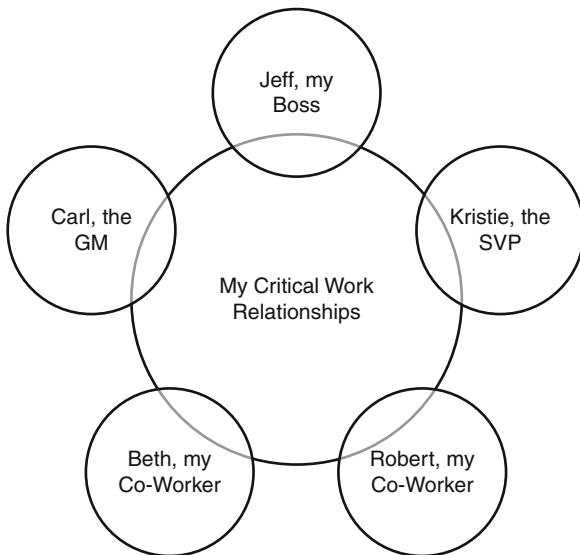 Jeff, my
Boss
Carl, the
GM
Kristie, the
SVP
My Critical Work
Relationships
Beth, my
Co-Worker
Robert, my
Co-Worker